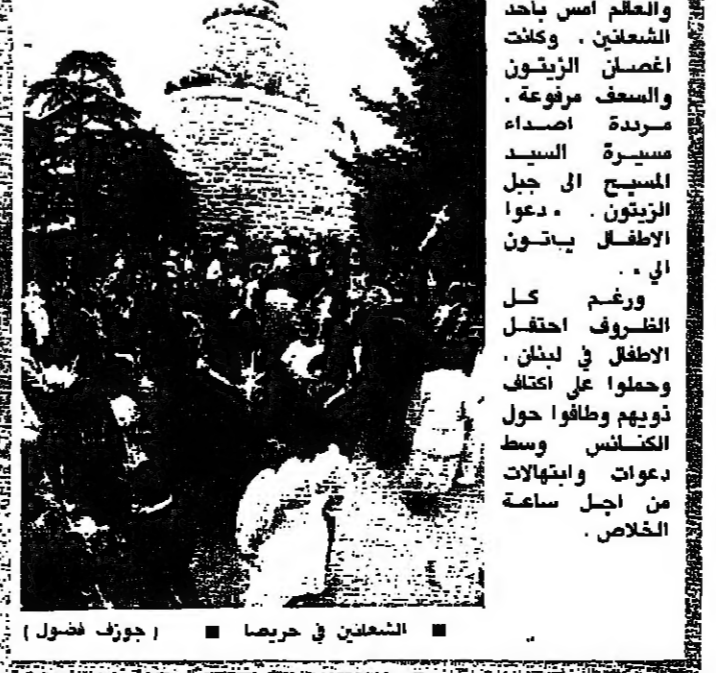 والعالم امس باحد
الشعانين . وكانت
اغصان الزيتون
والسعف مرفوعة .
مرددة اصداء
مسيرة السيد
المسيح الى جبل
الزيتون . « دعوا
الاطفال ياتون
الي » .
ورغم كل
الظروف احتفل
الاطفال في لبنان .
وحملوا على اكتاف
ذويهم وطافوا حول
الكنائس وسط
دعوات وابتهالات
من اجل ساعة
الخلاص .
■ الشعانين في حريصا ■ ( جوزف فضول )